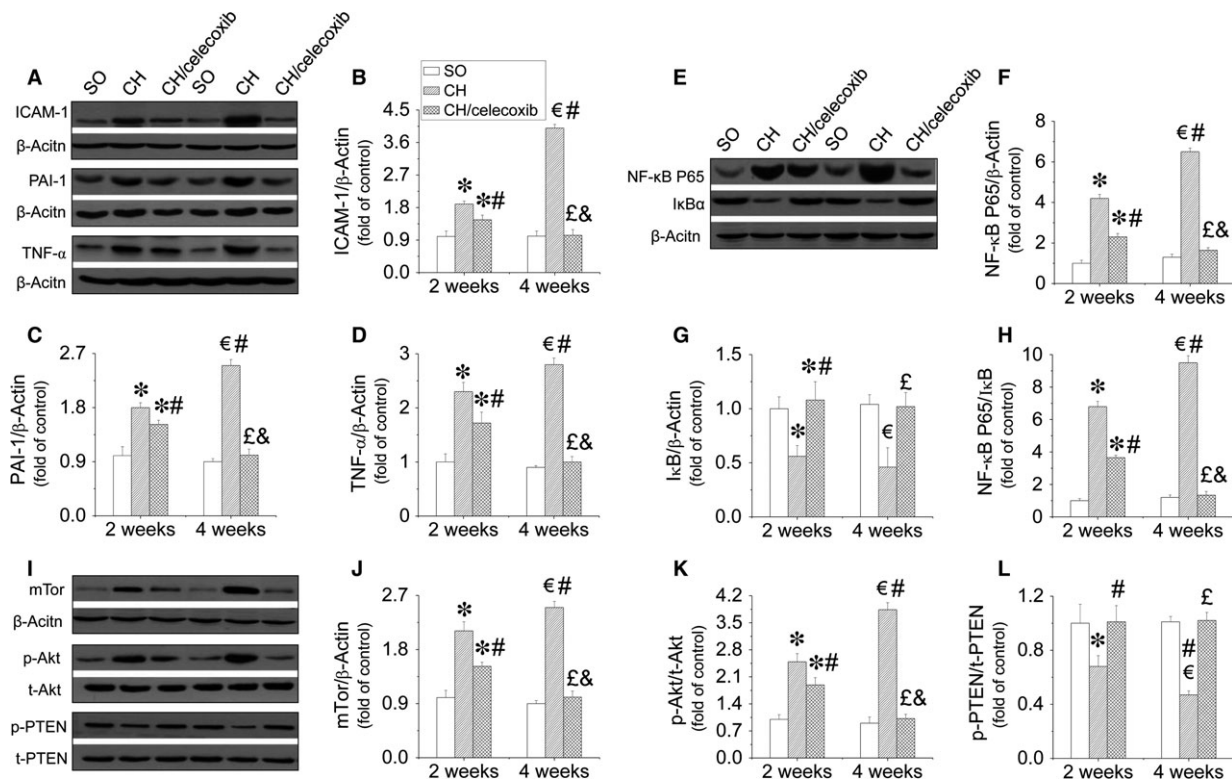 A
SO CH CH/celecoxib SO CH CH/celecoxib
ICAM-1
β-Acitn
PAI-1
β-Acitn
TNF-α
β-Acitn
B
SO
CH
CH/celecoxib
ICAM-1/β-Actin
(fold of control)
4.5
3.6
2.7
1.8
0.9
0.0
* *# €# £&
2 weeks 4 weeks
E
SO CH CH/celecoxib SO CH CH/celecoxib
NF-κB P65
IκBα
β-Acitn
F
NF-κB P65/β-Actin
(fold of control)
8
6
4
2
0
* *# €# £&
2 weeks 4 weeks
C
PAI-1/β-Actin
(fold of control)
2.7
1.8
0.9
0.0
* *# €# £&
2 weeks 4 weeks
D
TNF-α/β-Actin
(fold of control)
3
2
1
0
* *# €# £&
2 weeks 4 weeks
G
IκB/β-Actin
(fold of control)
1.5
1.0
0.5
0.0
* *# € £
2 weeks 4 weeks
H
NF-κB P65/IκB
(fold of control)
10
8
6
4
2
0
* *# €# £&
2 weeks 4 weeks
I
mTor
β-Acitn
p-Akt
t-Akt
p-PTEN
t-PTEN
J
mTor/β-Actin
(fold of control)
2.7
1.8
0.9
0.0
* *# €# £&
2 weeks 4 weeks
K
p-Akt/t-Akt
(fold of control)
4.2
3.5
2.8
2.1
1.4
0.7
0.0
* *# €# £&
2 weeks 4 weeks
L
p-PTEN/t-PTEN
(fold of control)
1.2
0.8
0.4
0.0
* # # € £
2 weeks 4 weeks